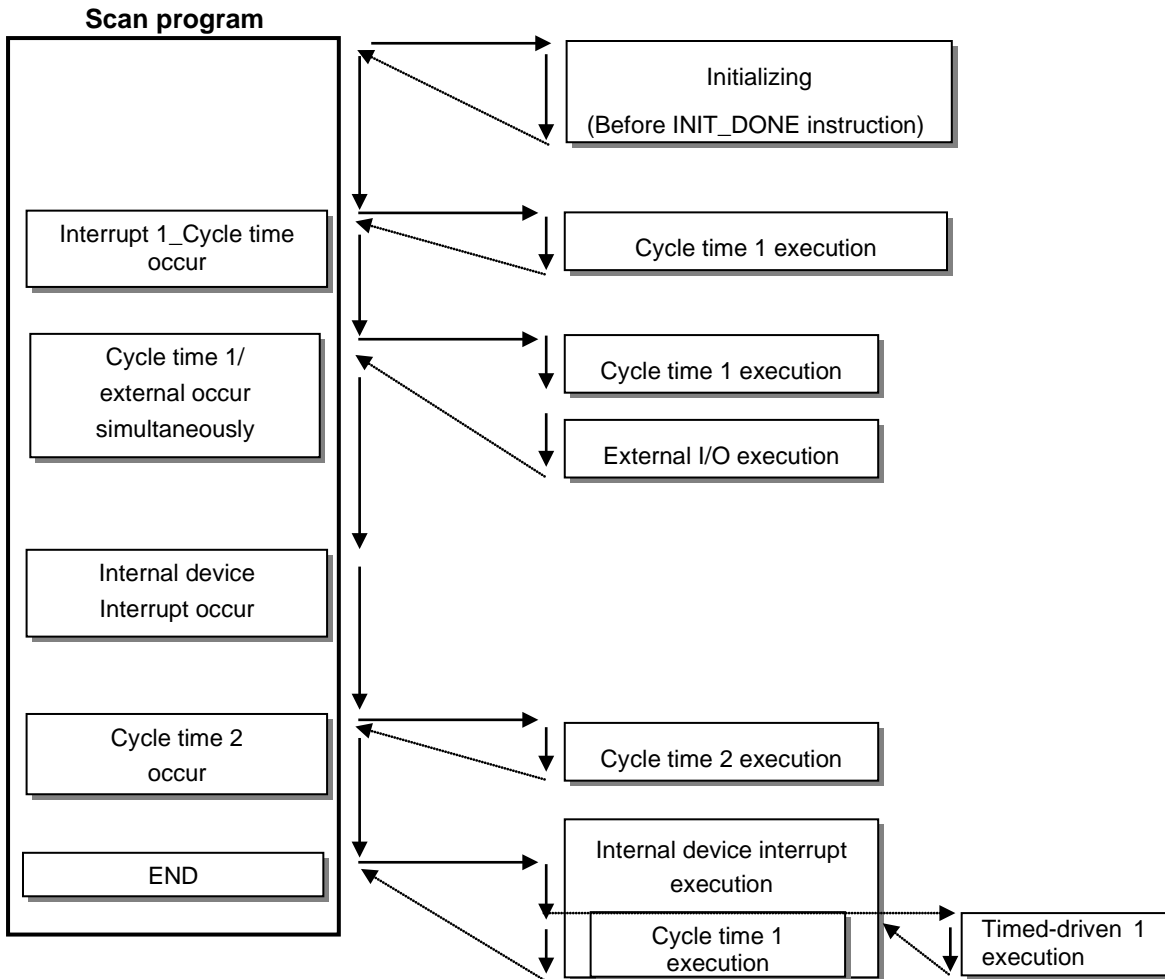 Scan program
Initializing
(Before INIT_DONE instruction)
Interrupt 1_Cycle time
occur
Cycle time 1 execution
Cycle time 1/
external occur
simultaneously
Cycle time 1 execution
External I/O execution
Internal device
Interrupt occur
Cycle time 2
occur
Cycle time 2 execution
END
Internal device interrupt
execution
Cycle time 1
execution
Timed-driven 1
execution